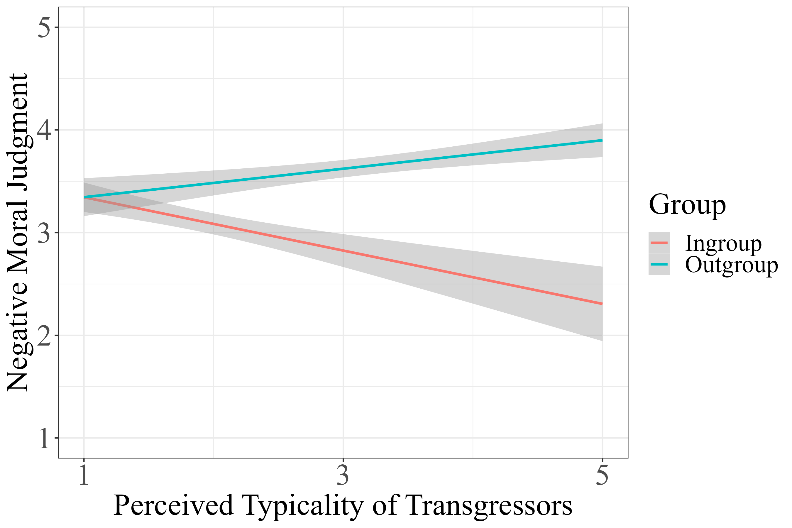 5
4
3
2
1
Negative Moral Judgment
1 3 5
Perceived Typicality of Transgressors
Group
Ingroup
Outgroup